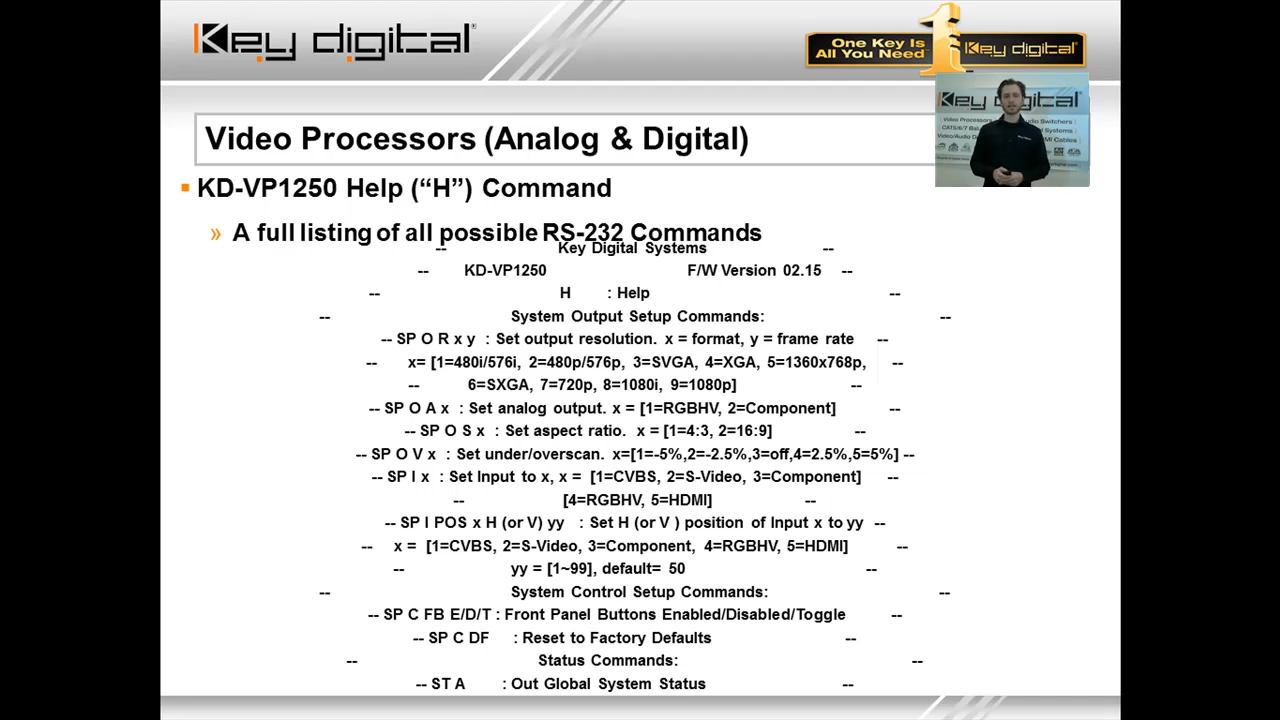 Key digital
One Key Is
All You Need
1
Key digital
Key digital
Video Processors (Analog & Digital)
KD-VP1250 Help (“H”) Command
» A full listing of all possible RS-232 Commands
-- Key Digital Systems --
-- KD-VP1250 F/W Version 02.15 --
-- H : Help --
-- System Output Setup Commands: --
-- SP O R x y : Set output resolution. x = format, y = frame rate --
-- x= [1=480i/576i, 2=480p/576p, 3=SVGA, 4=XGA, 5=1360x768p, --
-- 6=SXGA, 7=720p, 8=1080i, 9=1080p] --
-- SP O A x : Set analog output. x = [1=RGBHV, 2=Component] --
-- SP O S x : Set aspect ratio. x = [1=4:3, 2=16:9] --
-- SP O V x : Set under/overscan. x=[1=-5%,2=-2.5%,3=off,4=2.5%,5=5%] --
-- SP I x : Set Input to x, x = [1=CVBS, 2=S-Video, 3=Component] --
-- [4=RGBHV, 5=HDMI] --
-- SP I POS x H (or V) yy : Set H (or V ) position of Input x to yy --
-- x = [1=CVBS, 2=S-Video, 3=Component, 4=RGBHV, 5=HDMI] --
-- yy = [1~99], default= 50 --
-- System Control Setup Commands: --
-- SP C FB E/D/T : Front Panel Buttons Enabled/Disabled/Toggle --
-- SP C DF : Reset to Factory Defaults --
-- Status Commands: --
-- ST A : Out Global System Status --